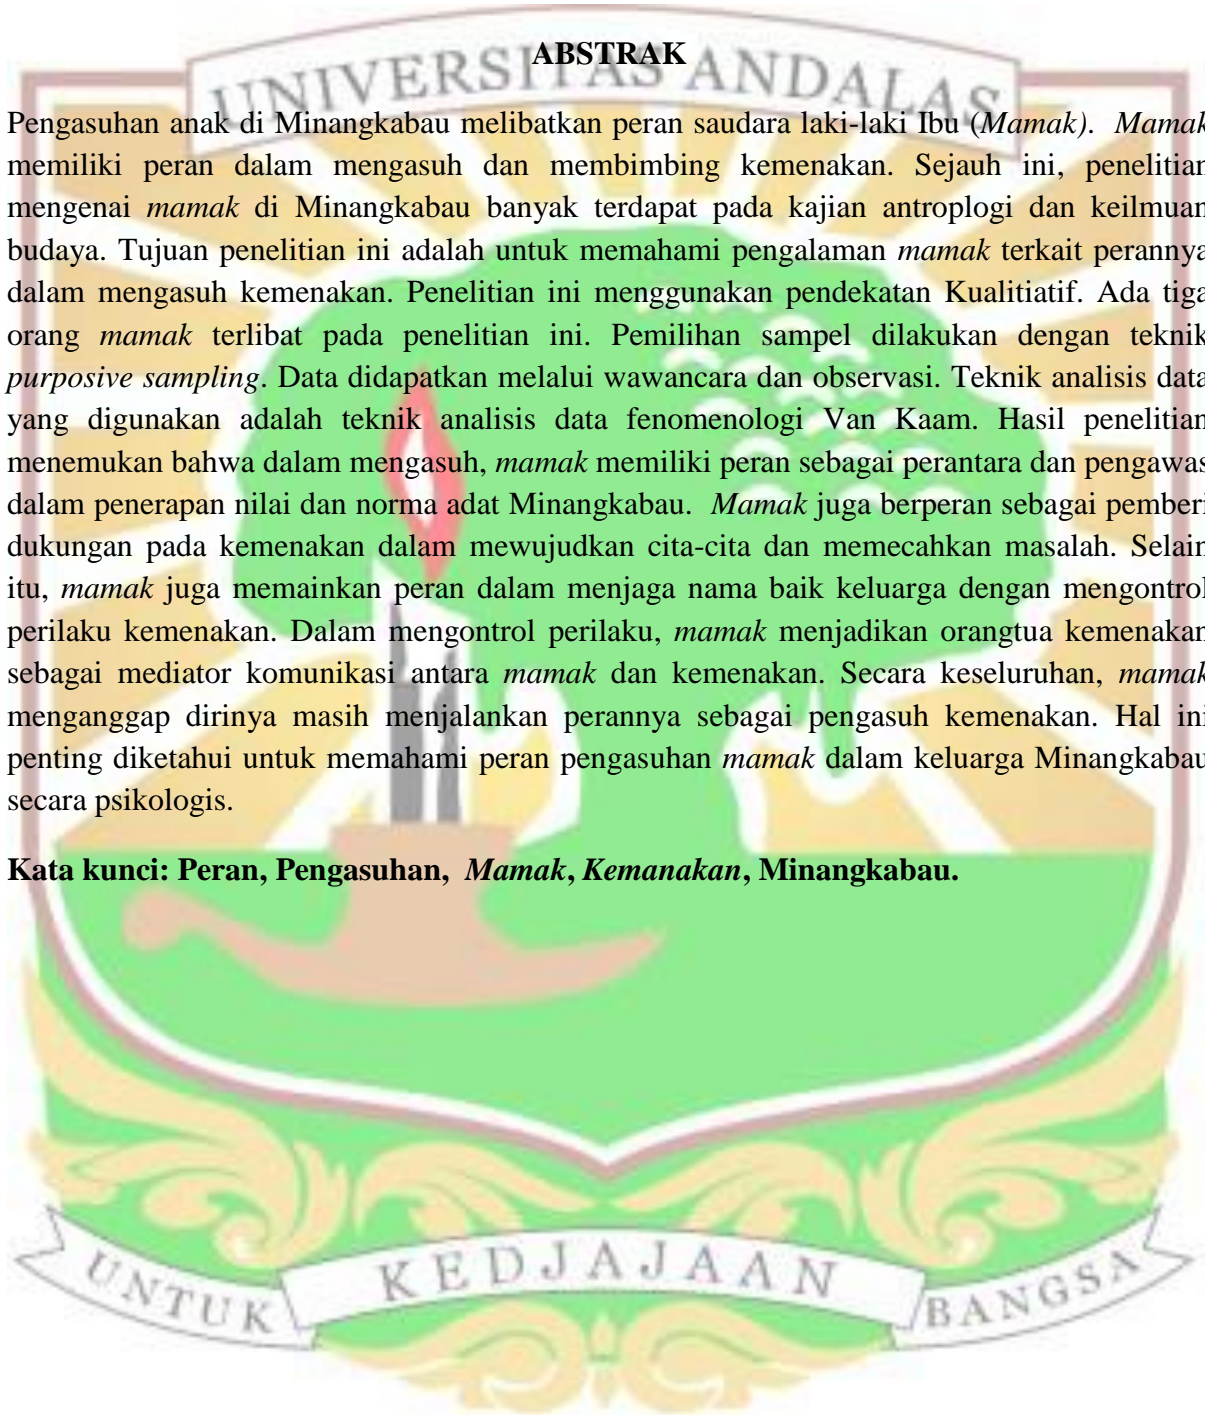 ABSTRAK
UNIVERSITAS ANDALAS
Pengasuhan anak di Minangkabau melibatkan peran saudara laki-laki Ibu (Mamak). Mamak
memiliki peran dalam mengasuh dan membimbing kemenakan. Sejauh ini, penelitian
mengenai mamak di Minangkabau banyak terdapat pada kajian antroplogi dan keilmuan
budaya. Tujuan penelitian ini adalah untuk memahami pengalaman mamak terkait perannya
dalam mengasuh kemenakan. Penelitian ini menggunakan pendekatan Kualitiatif. Ada tiga
orang mamak terlibat pada penelitian ini. Pemilihan sampel dilakukan dengan teknik
purposive sampling. Data didapatkan melalui wawancara dan observasi. Teknik analisis data
yang digunakan adalah teknik analisis data fenomenologi Van Kaam. Hasil penelitian
menemukan bahwa dalam mengasuh, mamak memiliki peran sebagai perantara dan pengawas
dalam penerapan nilai dan norma adat Minangkabau. Mamak juga berperan sebagai pemberi
dukungan pada kemenakan dalam mewujudkan cita-cita dan memecahkan masalah. Selain
itu, mamak juga memainkan peran dalam menjaga nama baik keluarga dengan mengontrol
perilaku kemenakan. Dalam mengontrol perilaku, mamak menjadikan orangtua kemenakan
sebagai mediator komunikasi antara mamak dan kemenakan. Secara keseluruhan, mamak
menganggap dirinya masih menjalankan perannya sebagai pengasuh kemenakan. Hal ini
penting diketahui untuk memahami peran pengasuhan mamak dalam keluarga Minangkabau
secara psikologis.
Kata kunci: Peran, Pengasuhan, Mamak, Kemanakan, Minangkabau.
UNTUK KEDJAJAAN BANGSA